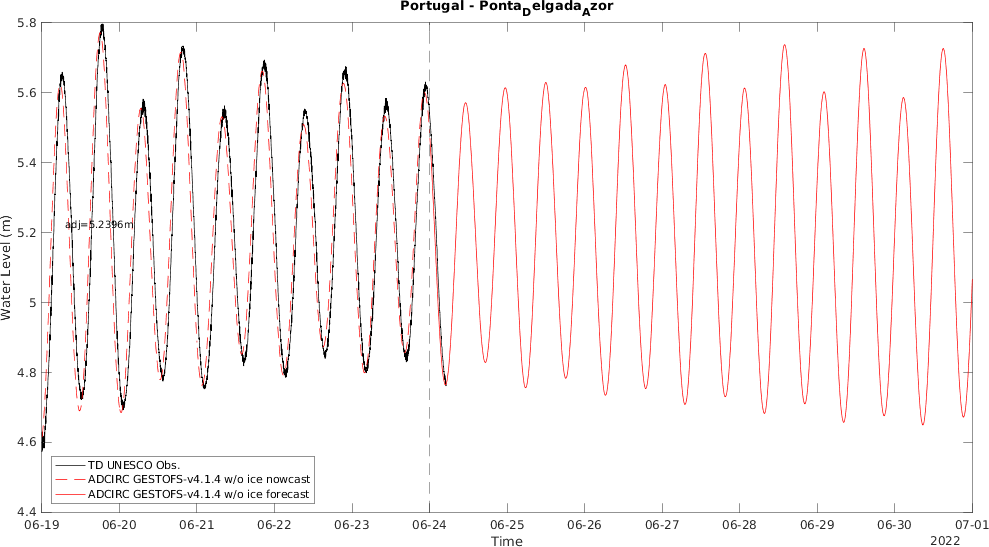 Portugal - PontaDelgadaAzor
5.8
5.6
5.4
5.2
5
4.8
4.6
4.4
Water Level (m)
adj=5.2396m
TD UNESCO Obs.
ADCIRC GESTOFS-v4.1.4 w/o ice nowcast
ADCIRC GESTOFS-v4.1.4 w/o ice forecast
06-19 06-20 06-21 06-22 06-23 06-24 06-25 06-26 06-27 06-28 06-29 06-30 07-01
Time
2022